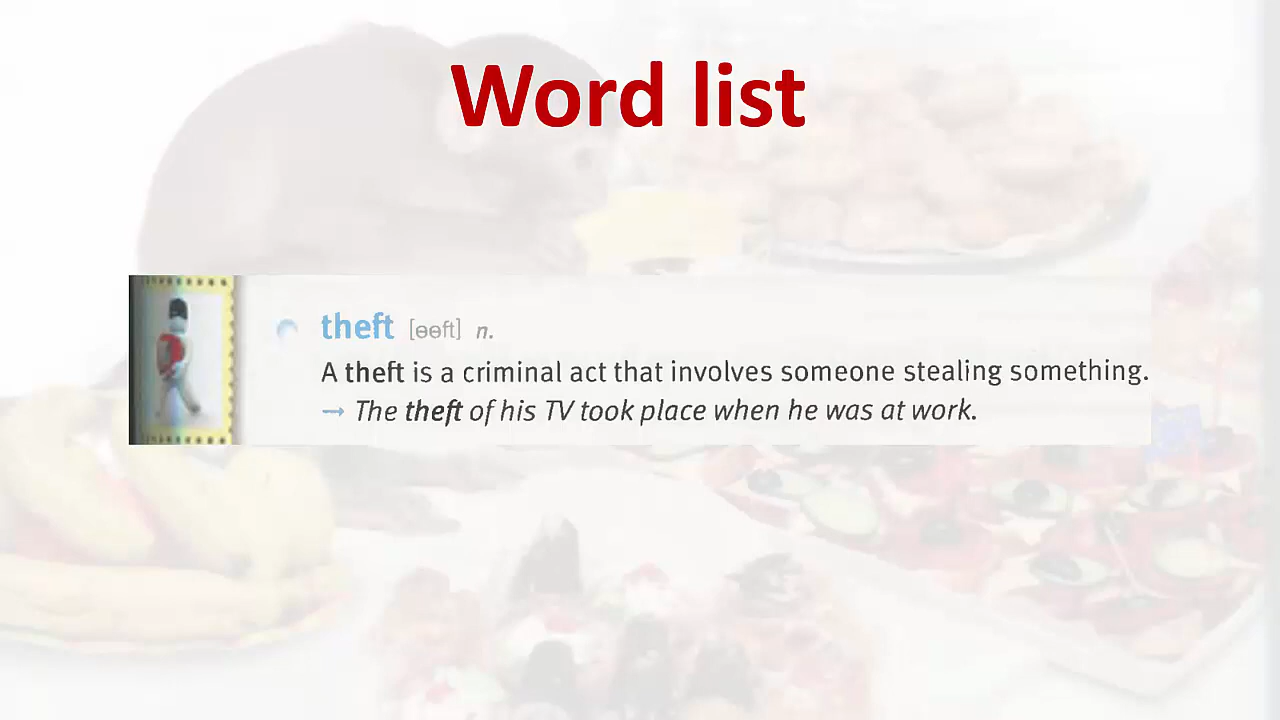 Word list
theft [ɵɵft] n.
A theft is a criminal act that involves someone stealing something.
→ The theft of his TV took place when he was at work.